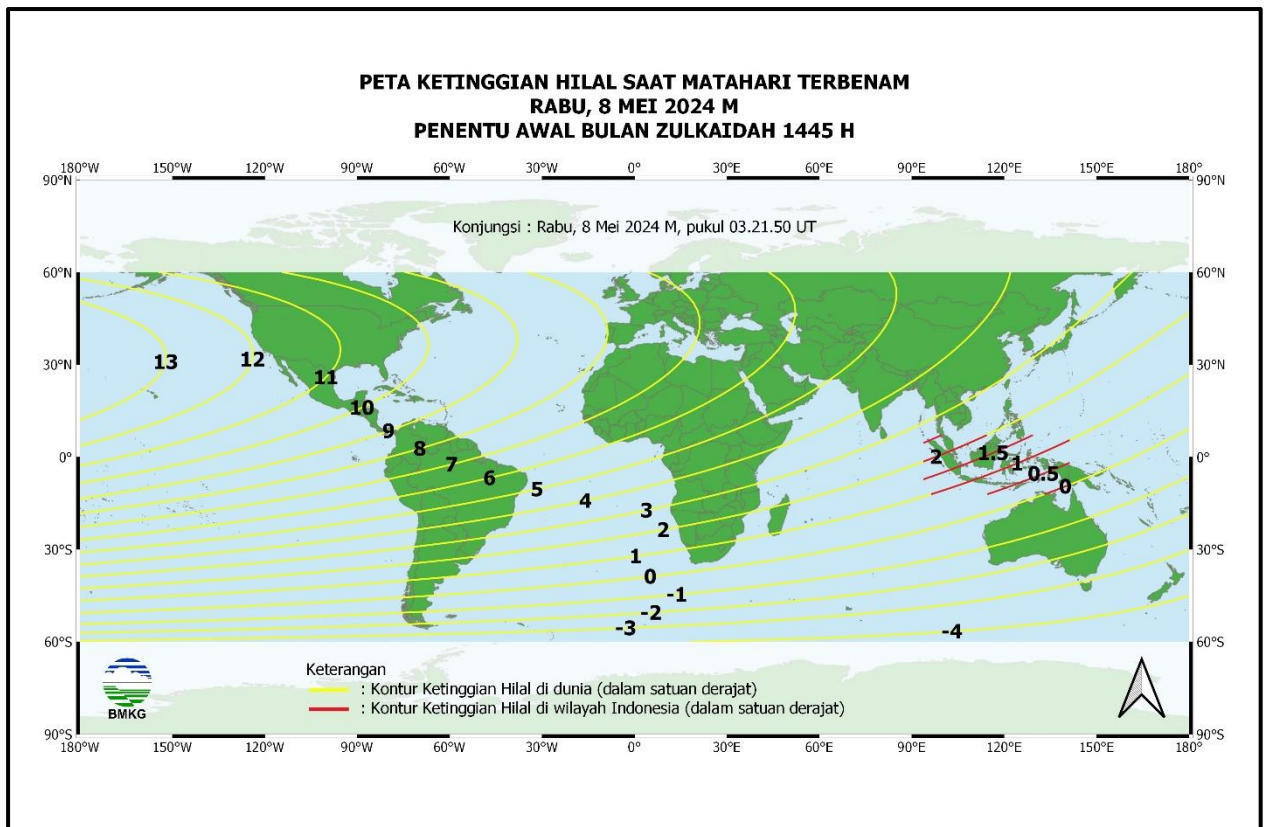 PETA KETINGGIAN HILAL SAAT MATAHARI TERBENAM
RABU, 8 MEI 2024 M
PENENTU AWAL BULAN ZULKAIDAH 1445 H
180°W 150°W 120°W 90°W 60°W 30°W 0° 30°E 60°E 90°E 120°E 150°E 180°
90°N 90°N
Konjungsi : Rabu, 8 Mei 2024 M, pukul 03.21.50 UT
60°N 60°N
30°N 30°N
13
12
11
10
9
8
7
6
5
4
3
2
1
0
-1
-2
-3
-4
0° 0°
2
1.5
1
0.5
0
30°S 30°S
60°S 60°S
Keterangan
: Kontur Ketinggian Hilal di dunia (dalam satuan derajat)
: Kontur Ketinggian Hilal di wilayah Indonesia (dalam satuan derajat)
BMKG
90°S 90°S
180°W 150°W 120°W 90°W 60°W 30°W 0° 30°E 60°E 90°E 120°E 150°E 180°